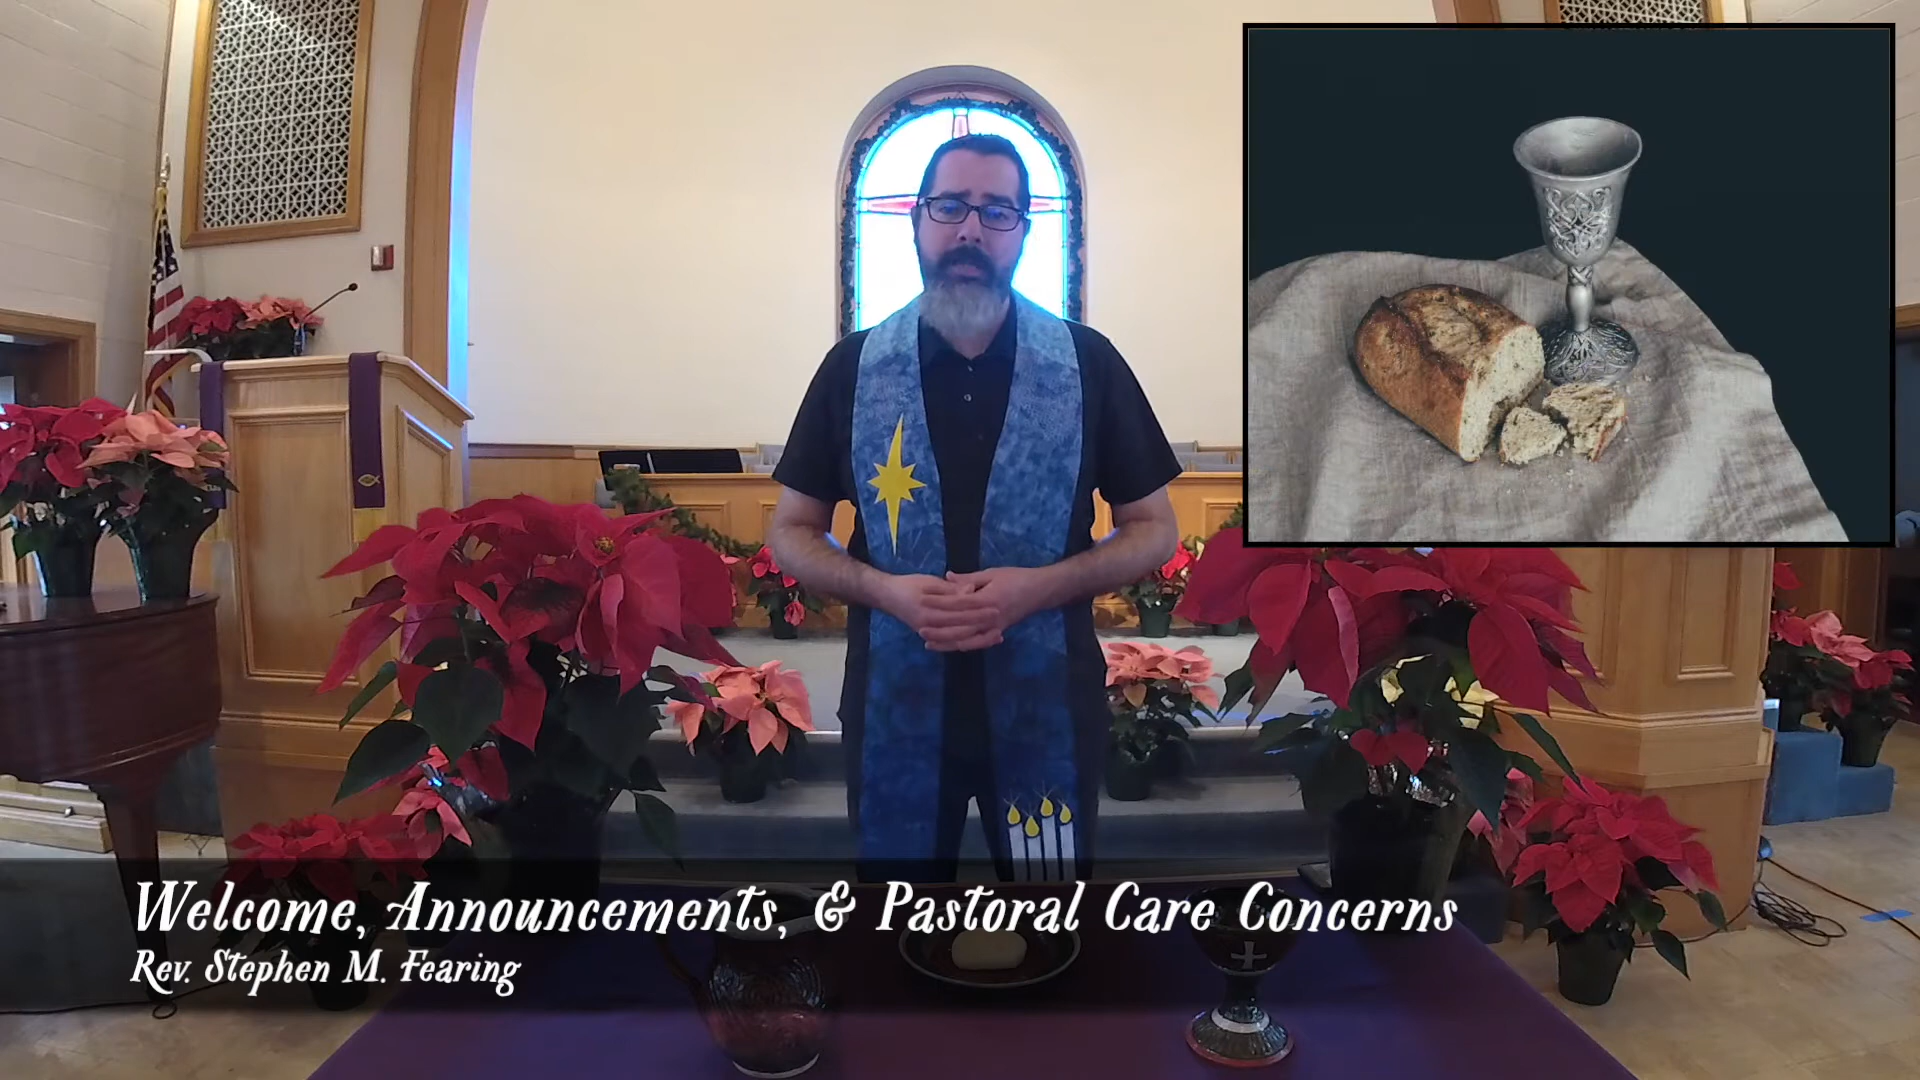 Welcome, Announcements, & Pastoral Care Concerns
Rev. Stephen M. Fearing